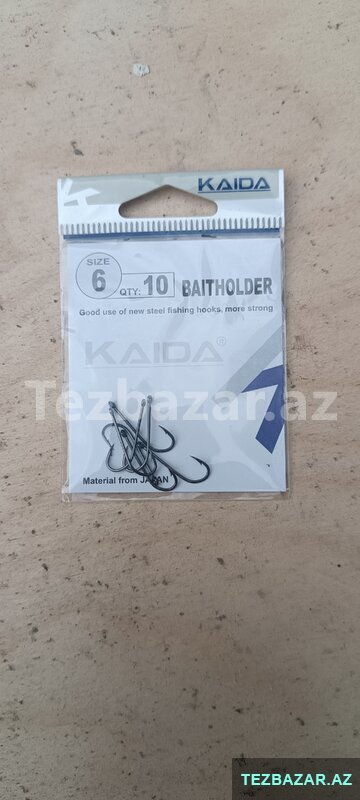 KAIDA
SIZE
6
QTY: 10
BAITHOLDER
Good use of new steel fishing hooks, more strong
KAIDA®
Tezbazar.az
Material from JAPAN
TEZBAZAR.AZ